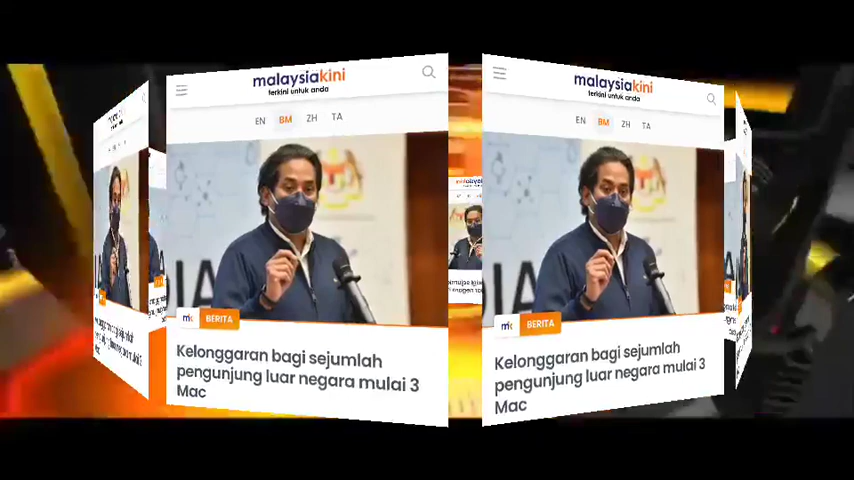 malaysiakini
terkini untuk anda
EN BM ZH TA
mk BERITA
Kelonggaran bagi sejumlah
pengunjung luar negara mulai 3
Mac
malaysiakini
terkini untuk anda
EN BM ZH TA
mk BERITA
Kelonggaran bagi sejumlah
pengunjung luar negara mulai 3
Mac